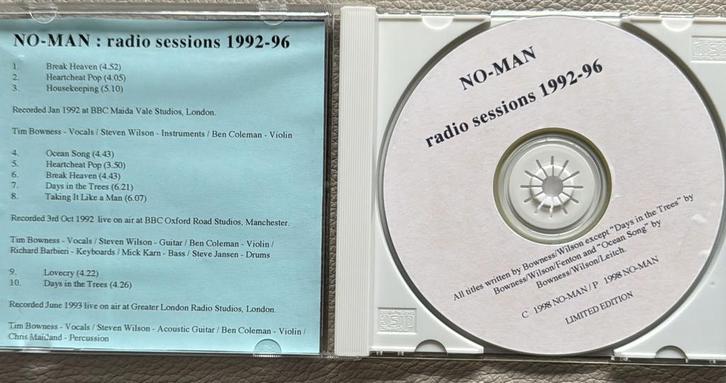 NO-MAN : radio sessions 1992-96
1. Break Heaven (4.52)
2. Heartcheat Pop (4.05)
3. Housekeeping (5.10)
Recorded Jan 1992 at BBC Maida Vale Studios, London.
Tim Bowness - Vocals / Steven Wilson - Instruments / Ben Coleman - Violin
4. Ocean Song (4.43)
5. Heartcheat Pop (3.50)
6. Break Heaven (4.43)
7. Days in the Trees (6.21)
8. Taking It Like a Man (6.07)
Recorded 3rd Oct 1992 live on air at BBC Oxford Road Studios, Manchester.
Tim Bowness - Vocals / Steven Wilson - Guitar / Ben Coleman - Violin /
Richard Barbieri - Keyboards / Mick Karn - Bass / Steve Jansen - Drums
9. Lovecry (4.22)
10. Days in the Trees (4.26)
Recorded June 1993 live on air at Greater London Radio Studios, London.
Tim Bowness - Vocals / Steven Wilson - Acoustic Guitar / Ben Coleman - Violin /
Chris Maitland - Percussion
NO-MAN
radio sessions 1992-96
All titles written by Bowness/Wilson except "Days in the Trees" by
Bowness/Wilson/Fenton and "Ocean Song" by
Bowness/Wilson/Leitch.
C 1998 NO-MAN / P 1998 NO-MAN
LIMITED EDITION